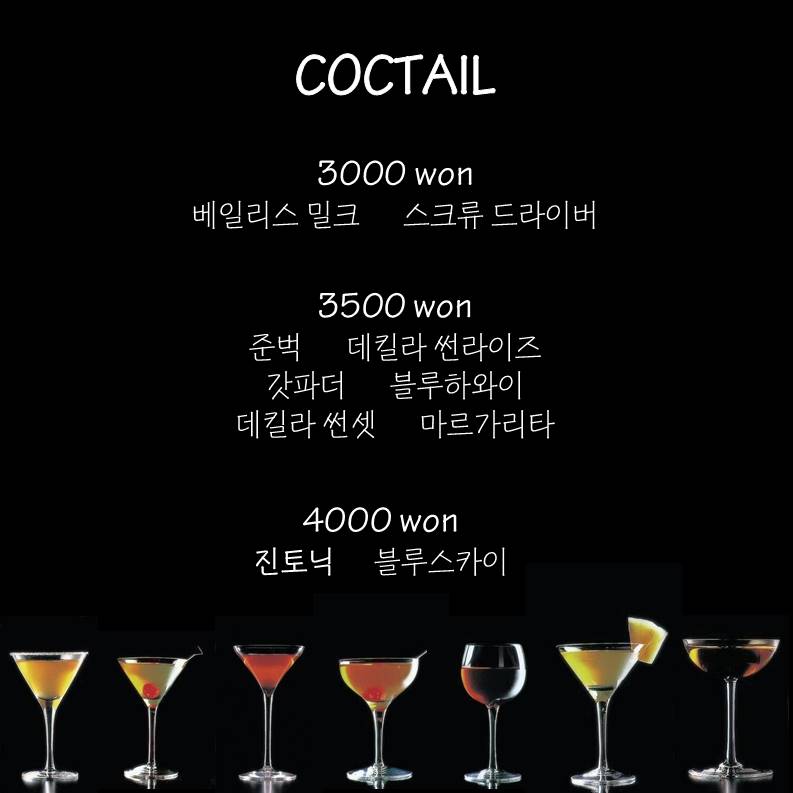 COCTAIL
3000 won
베일리스 밀크 스크류 드라이버
3500 won
준벅 데킬라 썬라이즈
갓파더 블루하와이
데킬라 썬셋 마르가리타
4000 won
진토닉 블루스카이